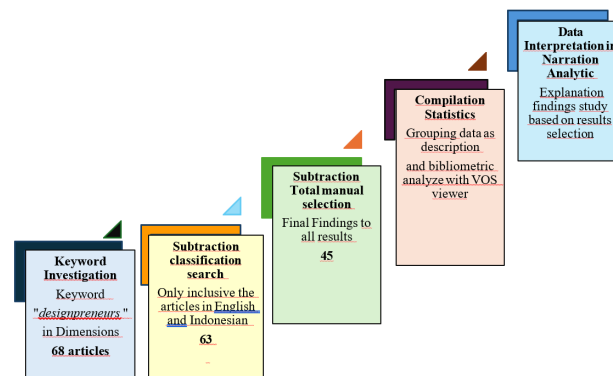 Keyword
Investigation
Keyword
"designpreneurs"
in Dimensions
68 articles
Subtraction
classification
search
Only inclusive the
articles in English
and Indonesian
63
Subtraction
Total manual
selection
Final Findings to
all results
45
Compilation
Statistics
Grouping data as
description
and bibliometric
analyze with VOS
viewer
Data
Interpretation in
Narration
Analytic
Explanation
findings study
based on results
selection